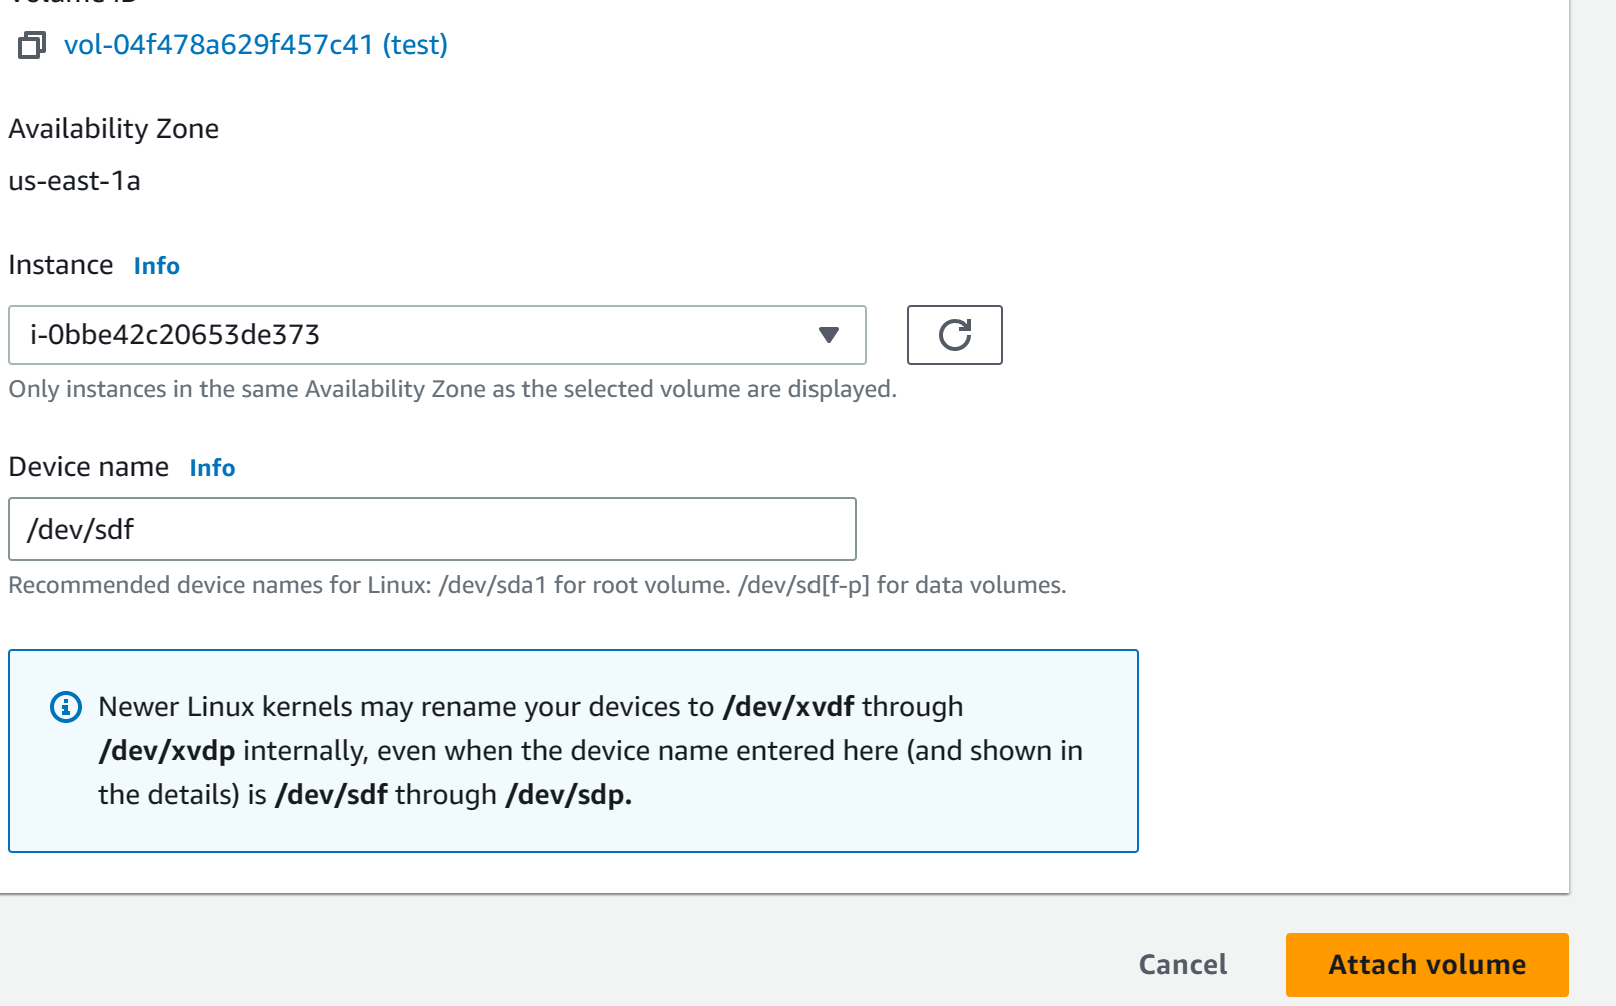 Volume ID
vol-04f478a629f457c41 (test)
Availability Zone
us-east-1a
Instance Info
i-0bbe42c20653de373
Only instances in the same Availability Zone as the selected volume are displayed.
Device name Info
/dev/sdf
Recommended device names for Linux: /dev/sda1 for root volume. /dev/sd[f-p] for data volumes.
Newer Linux kernels may rename your devices to /dev/xvdf through
/dev/xvdp internally, even when the device name entered here (and shown in
the details) is /dev/sdf through /dev/sdp.
Cancel Attach volume